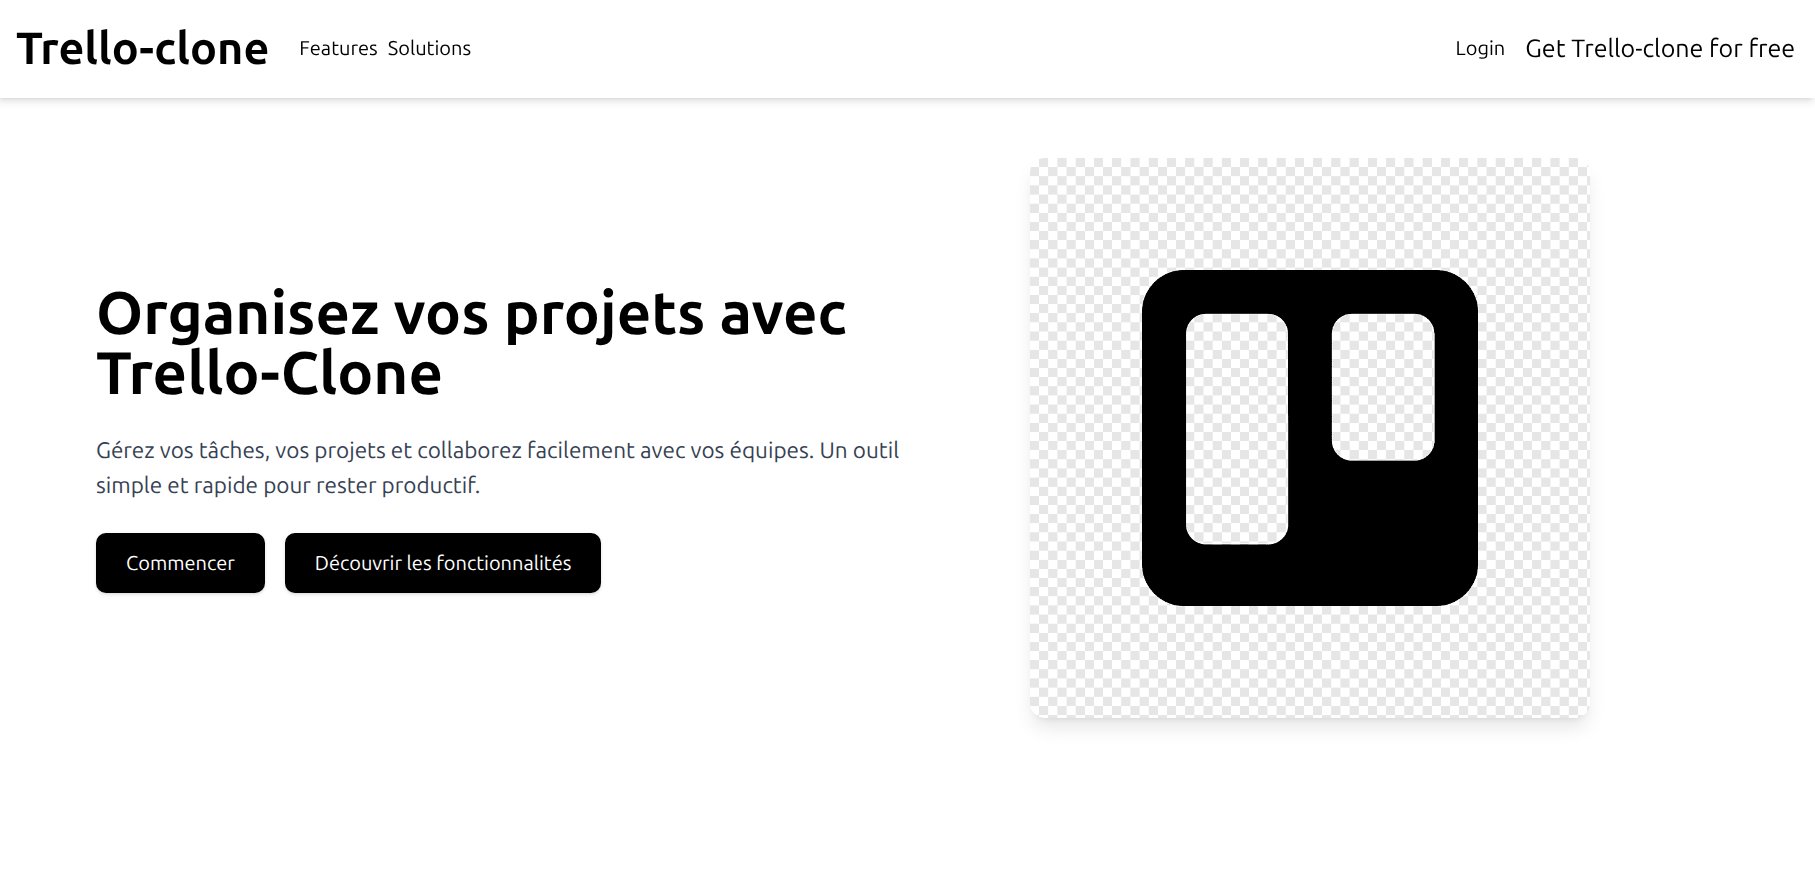 Trello-clone
Features
Solutions
Login
Get Trello-clone for free
Organisez vos projets avec
Trello-Clone
Gérez vos tâches, vos projets et collaborez facilement avec vos équipes. Un outil
simple et rapide pour rester productif.
Commencer
Découvrir les fonctionnalités